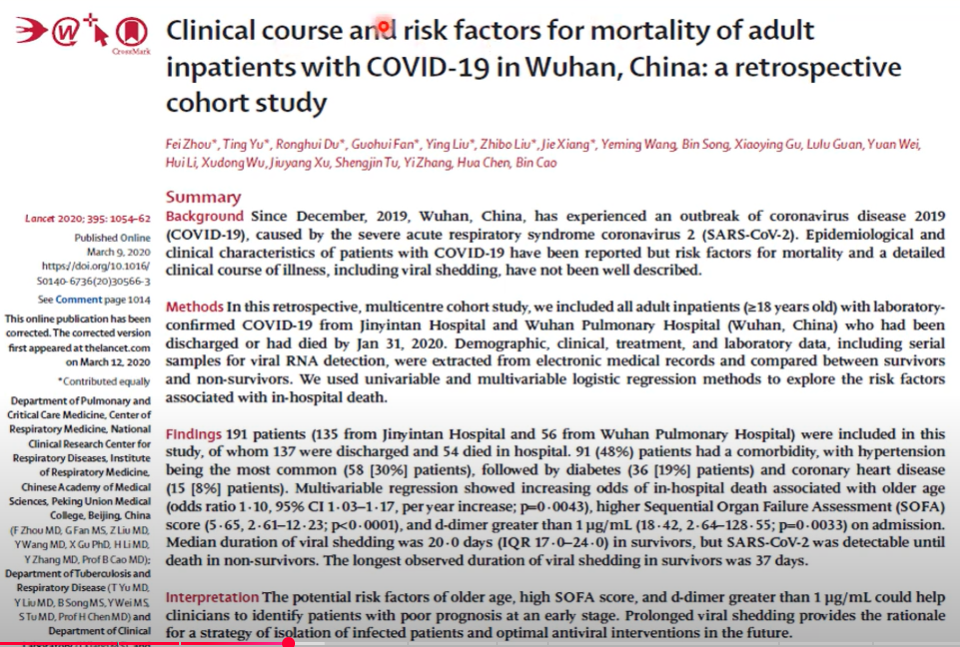 CrossMark
Clinical course and risk factors for mortality of adult
inpatients with COVID-19 in Wuhan, China: a retrospective
cohort study
Fei Zhou*, Ting Yu*, Ronghui Du*, Guohui Fan*, Ying Liu*, Zhibo Liu*, Jie Xiang*, Yeming Wang, Bin Song, Xiaoying Gu, Lulu Guan, Yuan Wei,
Hui Li, Xudong Wu, Jiuyang Xu, Shengjin Tu, Yi Zhang, Hua Chen, Bin Cao
Summary
Background Since December, 2019, Wuhan, China, has experienced an outbreak of coronavirus disease 2019
(COVID-19), caused by the severe acute respiratory syndrome coronavirus 2 (SARS-CoV-2). Epidemiological and
clinical characteristics of patients with COVID-19 have been reported but risk factors for mortality and a detailed
clinical course of illness, including viral shedding, have not been well described.
Methods In this retrospective, multicentre cohort study, we included all adult inpatients (≥18 years old) with laboratory-
confirmed COVID-19 from Jinyintan Hospital and Wuhan Pulmonary Hospital (Wuhan, China) who had been
discharged or had died by Jan 31, 2020. Demographic, clinical, treatment, and laboratory data, including serial
samples for viral RNA detection, were extracted from electronic medical records and compared between survivors
and non-survivors. We used univariable and multivariable logistic regression methods to explore the risk factors
associated with in-hospital death.
Findings 191 patients (135 from Jinyintan Hospital and 56 from Wuhan Pulmonary Hospital) were included in this
study, of whom 137 were discharged and 54 died in hospital. 91 (48%) patients had a comorbidity, with hypertension
being the most common (58 [30%] patients), followed by diabetes (36 [19%] patients) and coronary heart disease
(15 [8%] patients). Multivariable regression showed increasing odds of in-hospital death associated with older age
(odds ratio 1·10, 95% CI 1·03–1·17, per year increase; p=0·0043), higher Sequential Organ Failure Assessment (SOFA)
score (5·65, 2·61–12·23; p<0·0001), and d-dimer greater than 1 μg/mL (18·42, 2·64–128·55; p=0·0033) on admission.
Median duration of viral shedding was 20·0 days (IQR 17·0–24·0) in survivors, but SARS-CoV-2 was detectable until
death in non-survivors. The longest observed duration of viral shedding in survivors was 37 days.
Interpretation The potential risk factors of older age, high SOFA score, and d-dimer greater than 1 μg/mL could help
clinicians to identify patients with poor prognosis at an early stage. Prolonged viral shedding provides the rationale
for a strategy of isolation of infected patients and optimal antiviral interventions in the future.
Lancet 2020; 395: 1054–62
Published Online
March 9, 2020
https://doi.org/10.1016/
S0140-6736(20)30566-3
See Comment page 1014
This online publication has been
corrected. The corrected version
first appeared at thelancet.com
on March 12, 2020
*Contributed equally
Department of Pulmonary and
Critical Care Medicine, Center of
Respiratory Medicine, National
Clinical Research Center for
Respiratory Diseases, Institute
of Respiratory Medicine,
Chinese Academy of Medical
Sciences, Peking Union Medical
College, Beijing, China
(F Zhou MD, G Fan MS, Z Liu MD,
Y Wang MD, X Gu PhD, H Li MD,
Y Zhang MD, Prof B Cao MD);
Department of Tuberculosis and
Respiratory Disease (T Yu MD,
Y Liu MD, B Song MS, Y Wei MS,
S Tu MD, Prof H Chen MD) and
Department of Clinical